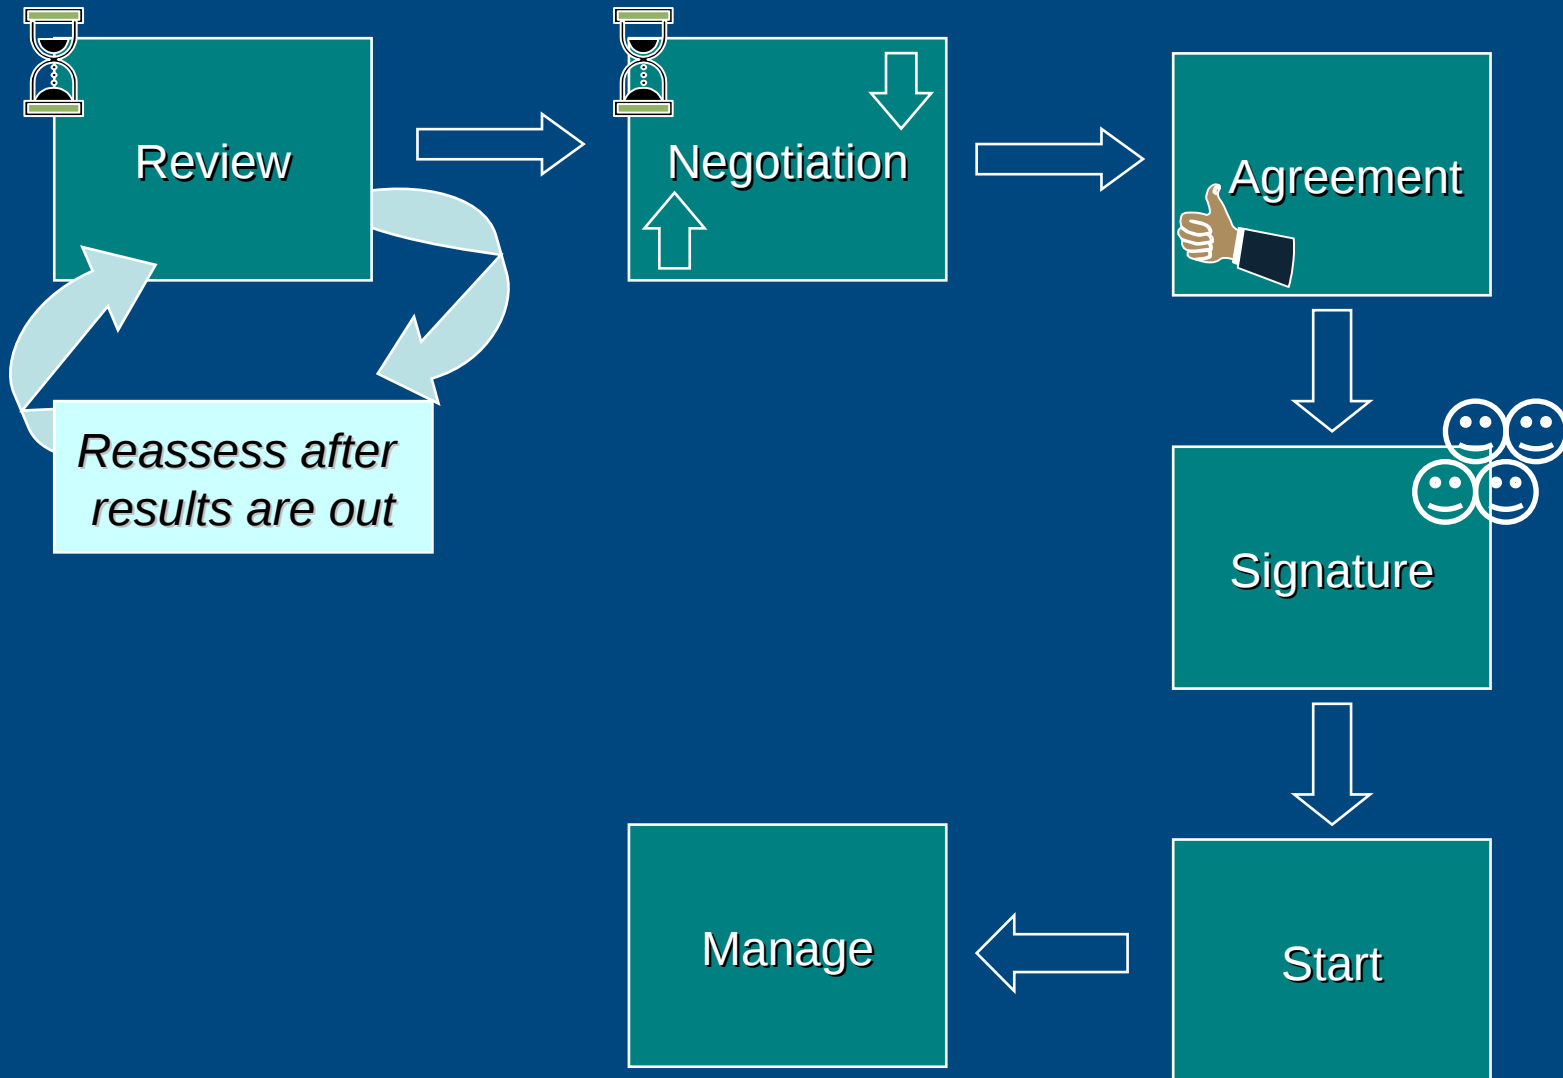 Review
Negotiation
Agreement
Reassess after
results are out
Signature
Manage
Start